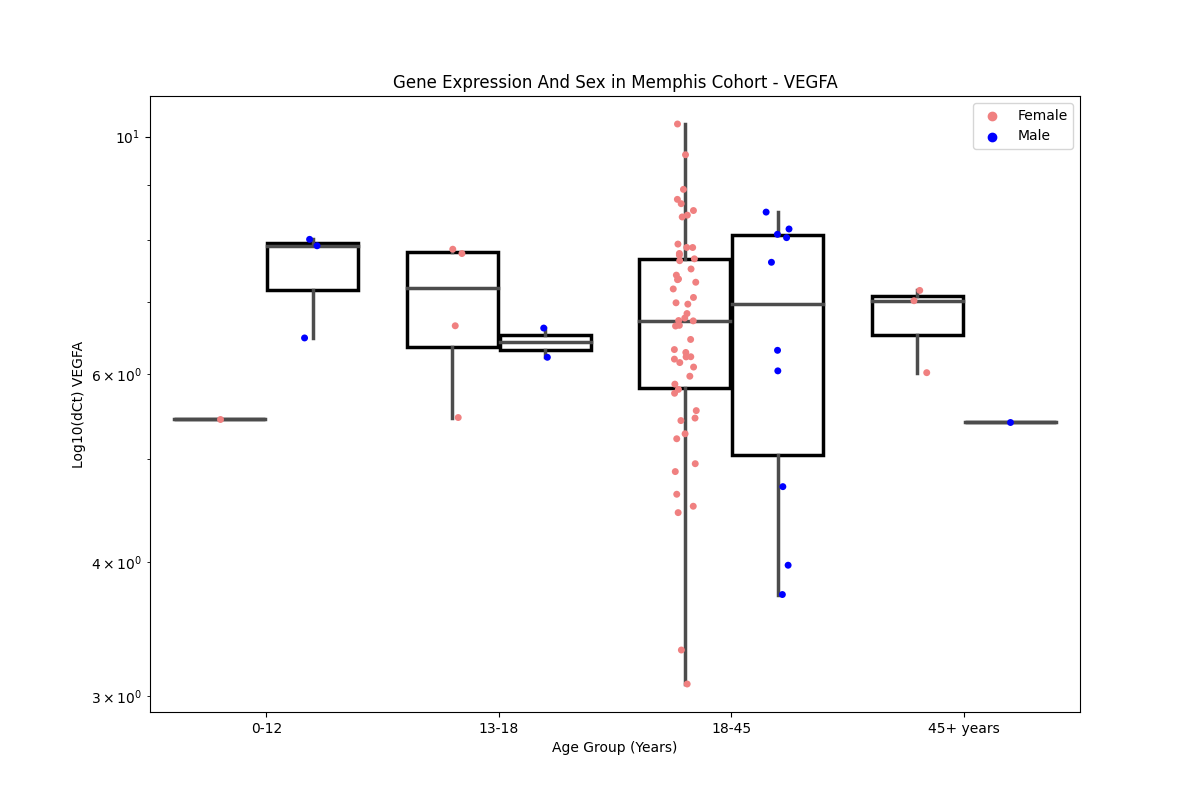 Gene Expression And Sex in Memphis Cohort - VEGFA
Female
Male
10¹
6 × 10⁰
4 × 10⁰
3 × 10⁰
Log10(dCt) VEGFA
0-12
13-18
18-45
45+ years
Age Group (Years)